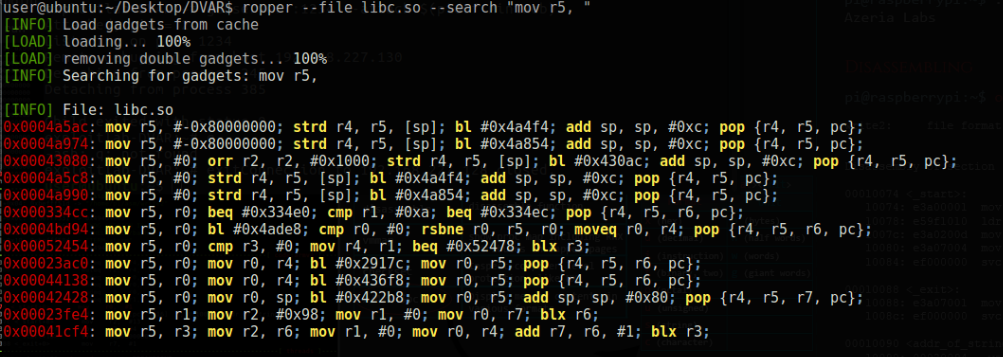 user@ubuntu:~/Desktop/DVAR$ ropper --file libc.so --search "mov r5, "
[INFO] Load gadgets from cache
[LOAD] loading... 100%
[LOAD] removing double gadgets... 100%
[INFO] Searching for gadgets: mov r5,
[INFO] File: libc.so
0x0004a5ac: mov r5, #-0x80000000; strd r4, r5, [sp]; bl #0x4a4f4; add sp, sp, #0xc; pop {r4, r5, pc};
0x0004a974: mov r5, #-0x80000000; strd r4, r5, [sp]; bl #0x4a854; add sp, sp, #0xc; pop {r4, r5, pc};
0x00043080: mov r5, #0; orr r2, r2, #0x1000; strd r4, r5, [sp]; bl #0x430ac; add sp, sp, #0xc; pop {r4, r5, pc};
0x0004a5c8: mov r5, #0; strd r4, r5, [sp]; bl #0x4a4f4; add sp, sp, #0xc; pop {r4, r5, pc};
0x0004a990: mov r5, #0; strd r4, r5, [sp]; bl #0x4a854; add sp, sp, #0xc; pop {r4, r5, pc};
0x000334cc: mov r5, r0; beq #0x334e0; cmp r1, #0xa; beq #0x334ec; pop {r4, r5, r6, pc};
0x0004bd94: mov r5, r0; bl #0x4ade8; cmp r0, #0; rsbne r0, r5, r0; moveq r0, r4; pop {r4, r5, r6, pc};
0x00052454: mov r5, r0; cmp r3, #0; mov r4, r1; beq #0x52478; blx r3;
0x00023ac0: mov r5, r0; mov r0, r4; bl #0x2917c; mov r0, r5; pop {r4, r5, r6, pc};
0x00044138: mov r5, r0; mov r0, r4; bl #0x436f8; mov r0, r5; pop {r4, r5, r6, pc};
0x00042428: mov r5, r0; mov r0, sp; bl #0x422b8; mov r0, r5; add sp, sp, #0x80; pop {r4, r5, r7, pc};
0x00023fe4: mov r5, r1; mov r2, #0x98; mov r1, #0; mov r0, r7; blx r6;
0x00041cf4: mov r5, r3; mov r2, r6; mov r1, #0; mov r0, r4; add r7, r6, #1; blx r3;